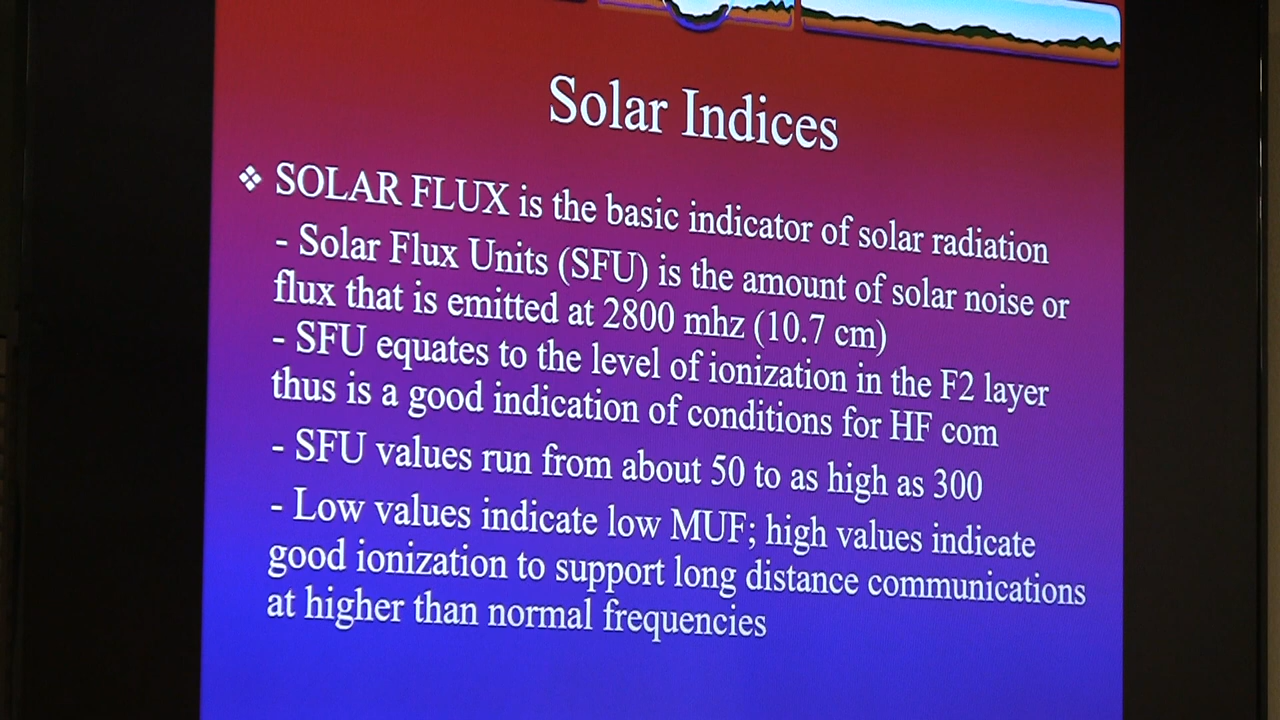 Solar Indices
❖ SOLAR FLUX is the basic indicator of solar radiation
- Solar Flux Units (SFU) is the amount of solar noise or
flux that is emitted at 2800 mhz (10.7 cm)
- SFU equates to the level of ionization in the F2 layer
thus is a good indication of conditions for HF com
- SFU values run from about 50 to as high as 300
- Low values indicate low MUF; high values indicate
good ionization to support long distance communications
at higher than normal frequencies